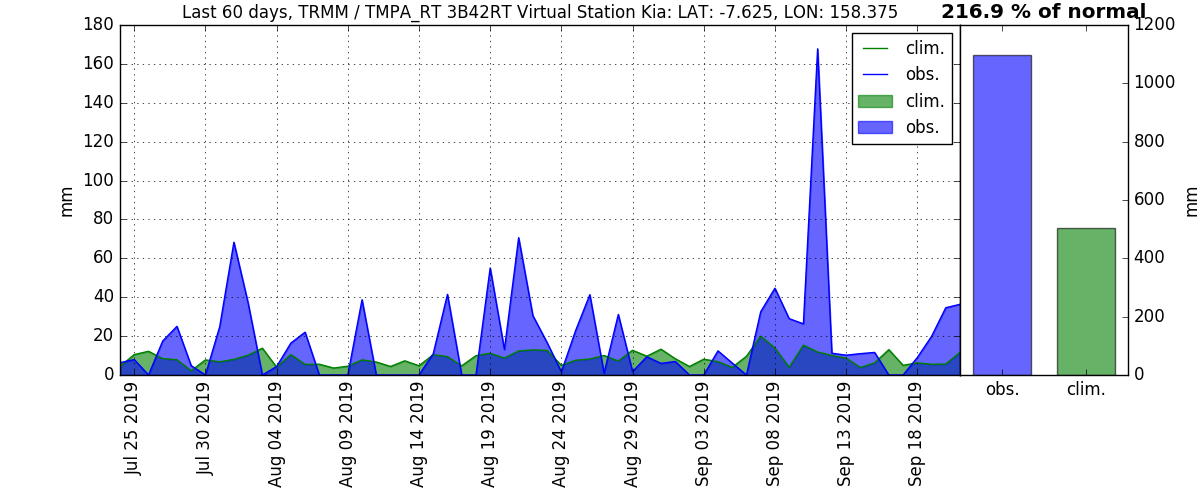 Last 60 days, TRMM / TMPA_RT 3B42RT Virtual Station Kia: LAT: -7.625, LON: 158.375
216.9 % of normal
180
160
140
120
100
80
60
40
20
0
mm
clim.
obs.
clim.
obs.
Jul 25 2019
Jul 30 2019
Aug 04 2019
Aug 09 2019
Aug 14 2019
Aug 19 2019
Aug 24 2019
Aug 29 2019
Sep 03 2019
Sep 08 2019
Sep 13 2019
Sep 18 2019
1200
1000
800
600
400
200
0
mm
obs.
clim.